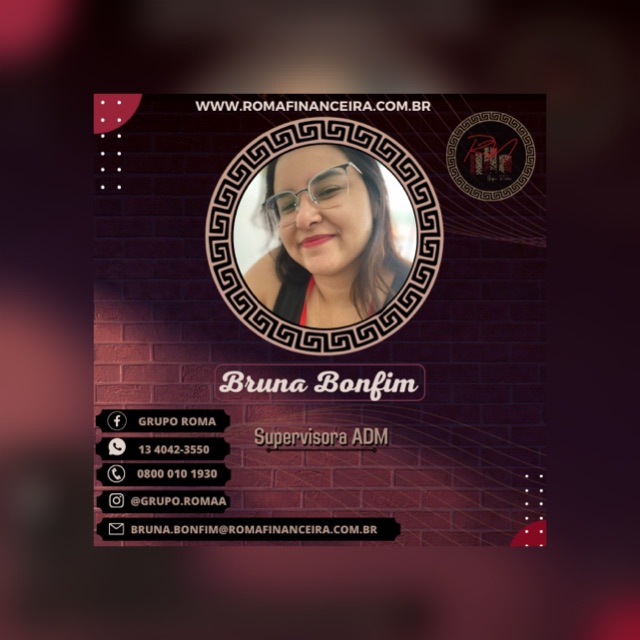 WWW.ROMAFINANCEIRA.COM.BR
Bruna Bonfim
Supervisora ADM
GRUPO ROMA
13 4042-3550
0800 010 1930
@GRUPO.ROMAA
BRUNA.BONFIM@ROMAFINANCEIRA.COM.BR